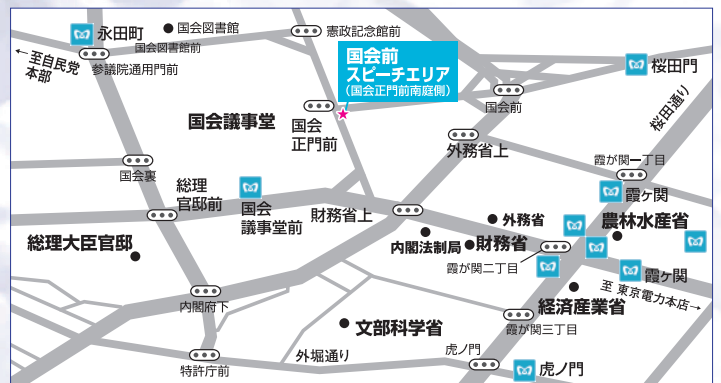 永田町
国会図書館
国会図書館前
憲政記念館前
←至自民党
本部
参議院通用門前
国会前
スピーチエリア
(国会正門前南庭側)
桜田門
桜田通り
国会前
国会議事堂
国会
正門前
外務省上
霞が関一丁目
国会裏
総理
官邸前
国会
議事堂前
財務省上
霞ヶ関
外務省
農林水産省
総理大臣官邸
内閣法制局
財務省
霞が関二丁目
霞ヶ関
至 東京電力本店→
内閣府下
経済産業省
文部科学省
霞が関三丁目
外堀通り
虎ノ門
特許庁前
虎ノ門